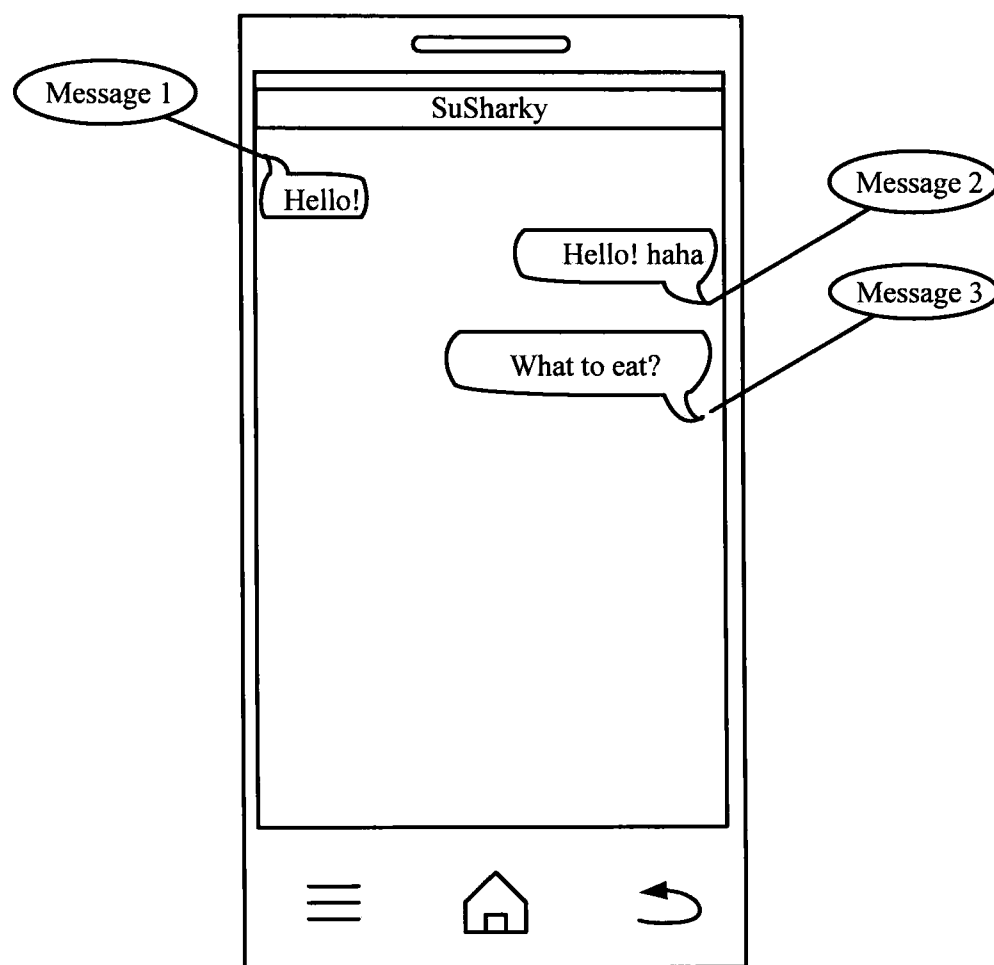 Message 1
SuSharky
Hello!
Message 2
Hello! haha
Message 3
What to eat?